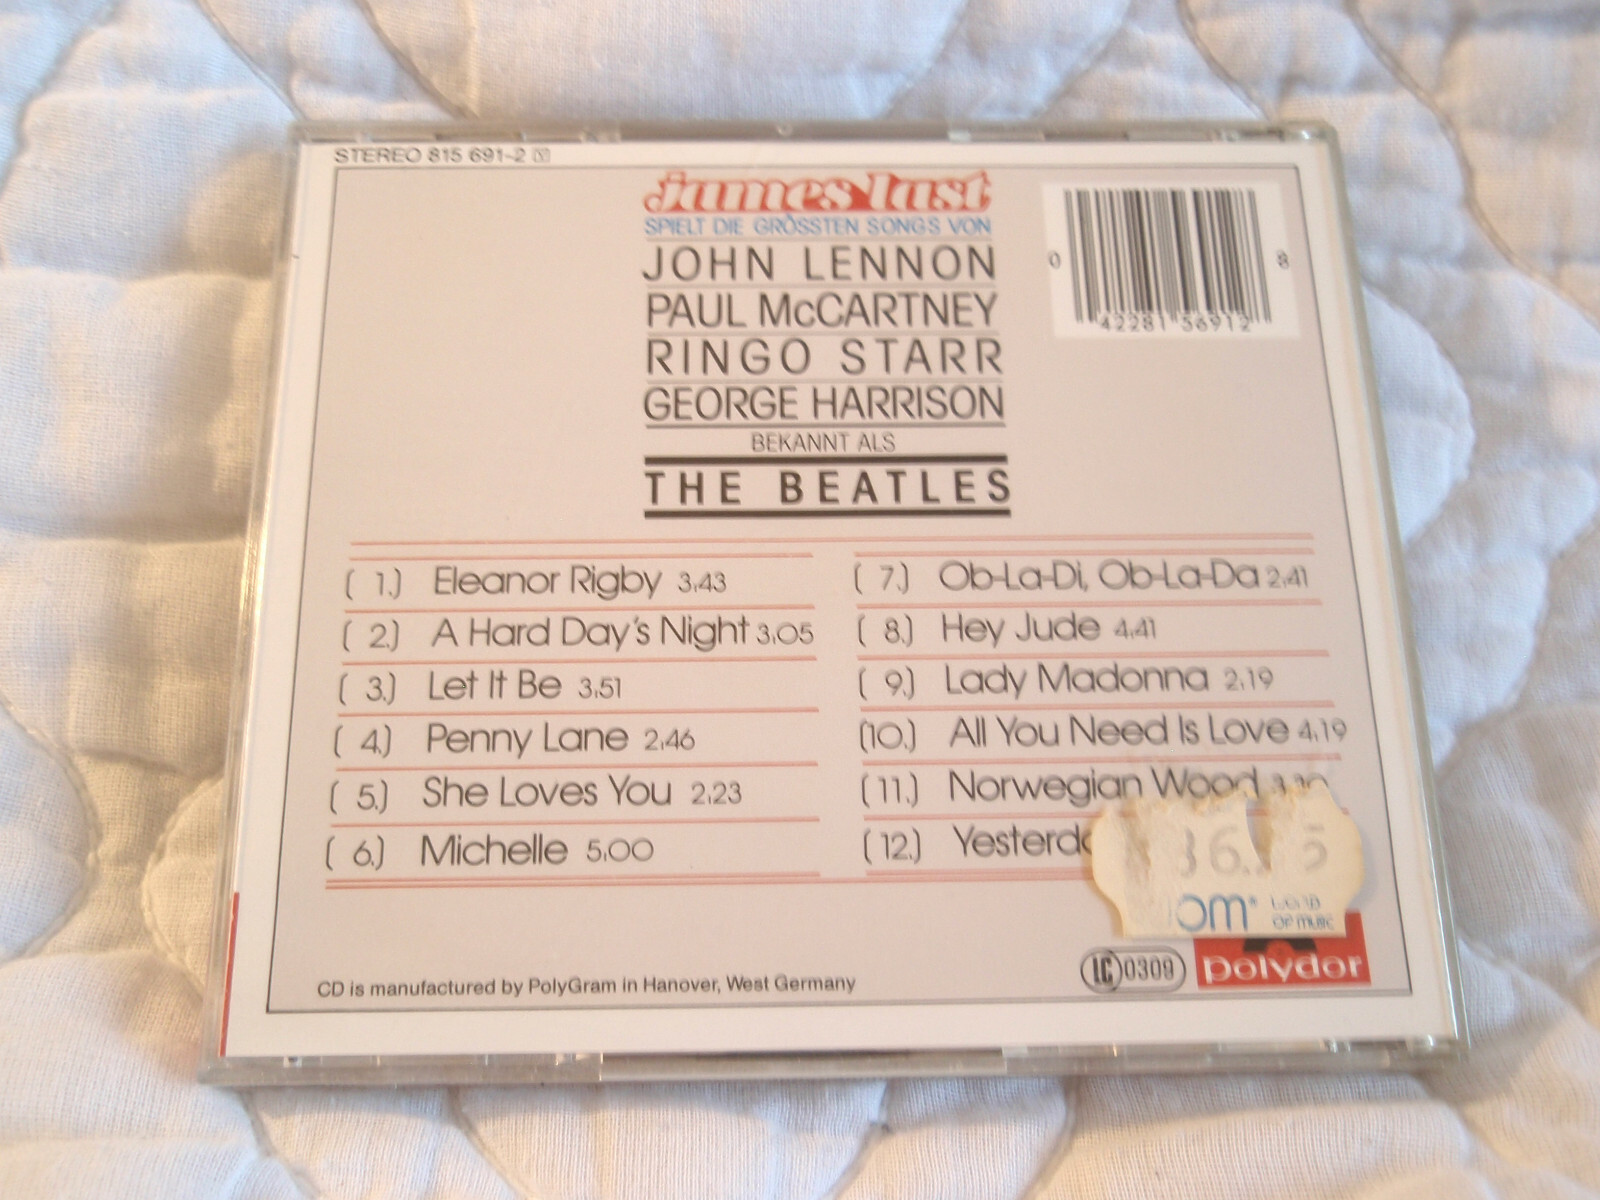 STEREO 815 691-2
james last
SPIELT DIE GRÖSSTEN SONGS VON
JOHN LENNON
PAUL McCARTNEY
RINGO STARR
GEORGE HARRISON
BEKANNT ALS
THE BEATLES
0 42281 56912 8
( 1.) Eleanor Rigby 3,43
( 2.) A Hard Day's Night 3,05
( 3.) Let It Be 3,51
( 4.) Penny Lane 2,46
( 5.) She Loves You 2,23
( 6.) Michelle 5,00
( 7.) Ob-La-Di, Ob-La-Da 2,41
( 8.) Hey Jude 4,41
( 9.) Lady Madonna 2,19
(10.) All You Need Is Love 4,19
(11.) Norwegian Wood
(12.)
OF MUSIC
CD is manufactured by PolyGram in Hanover, West Germany
LC 0309
polydor